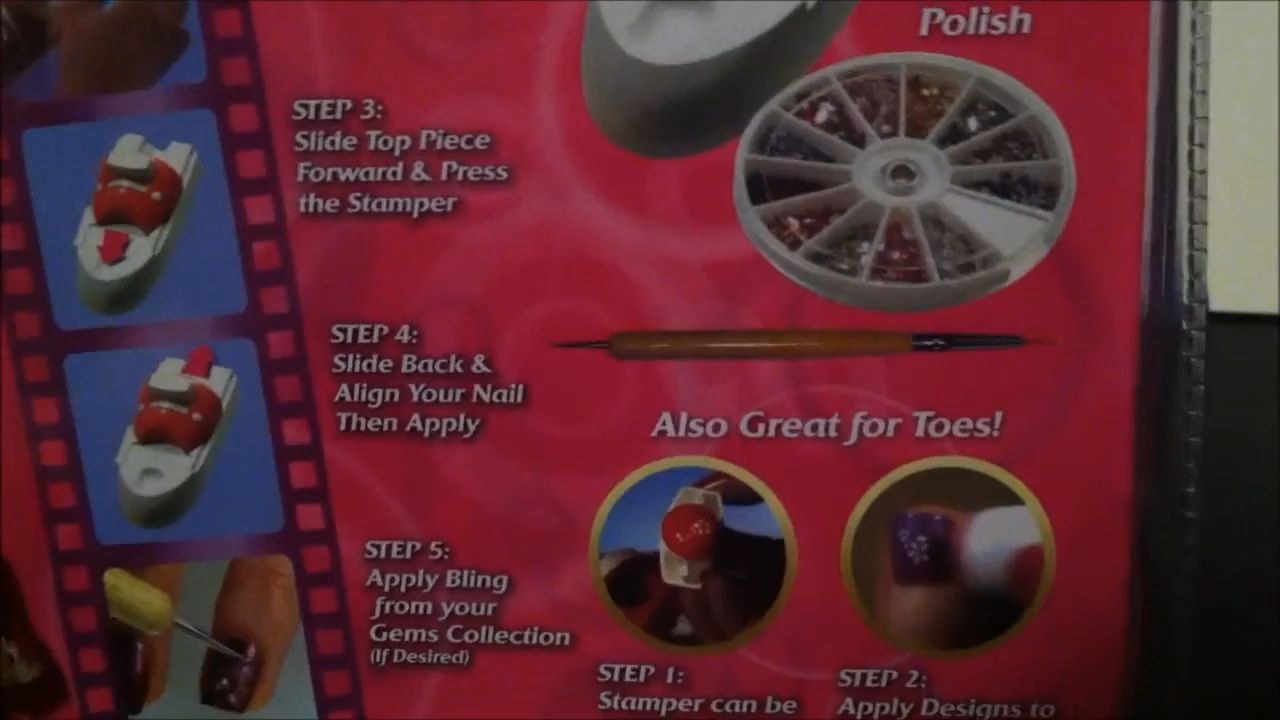 Polish
STEP 3:
Slide Top Piece
Forward & Press
the Stamper
STEP 4:
Slide Back &
Align Your Nail
Then Apply
Also Great for Toes!
STEP 5:
Apply Bling
from your
Gems Collection
(If Desired)
STEP 1:
Stamper can be
STEP 2:
Apply Designs to